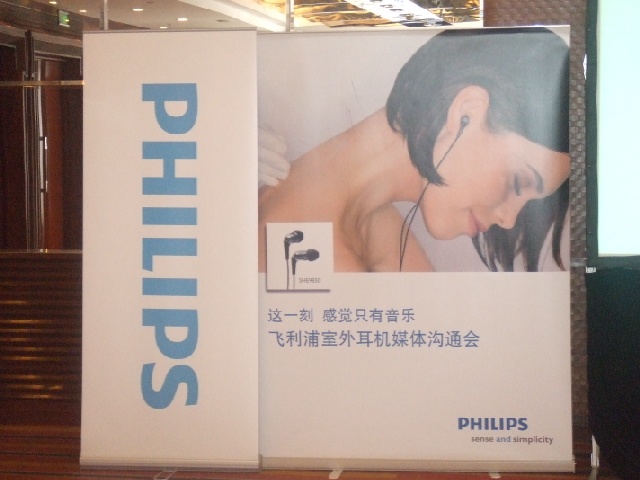 PHILIPS
SHE9850
这一刻 感觉只有音乐
飞利浦室外耳机媒体沟通会
PHILIPS
sense and simplicity